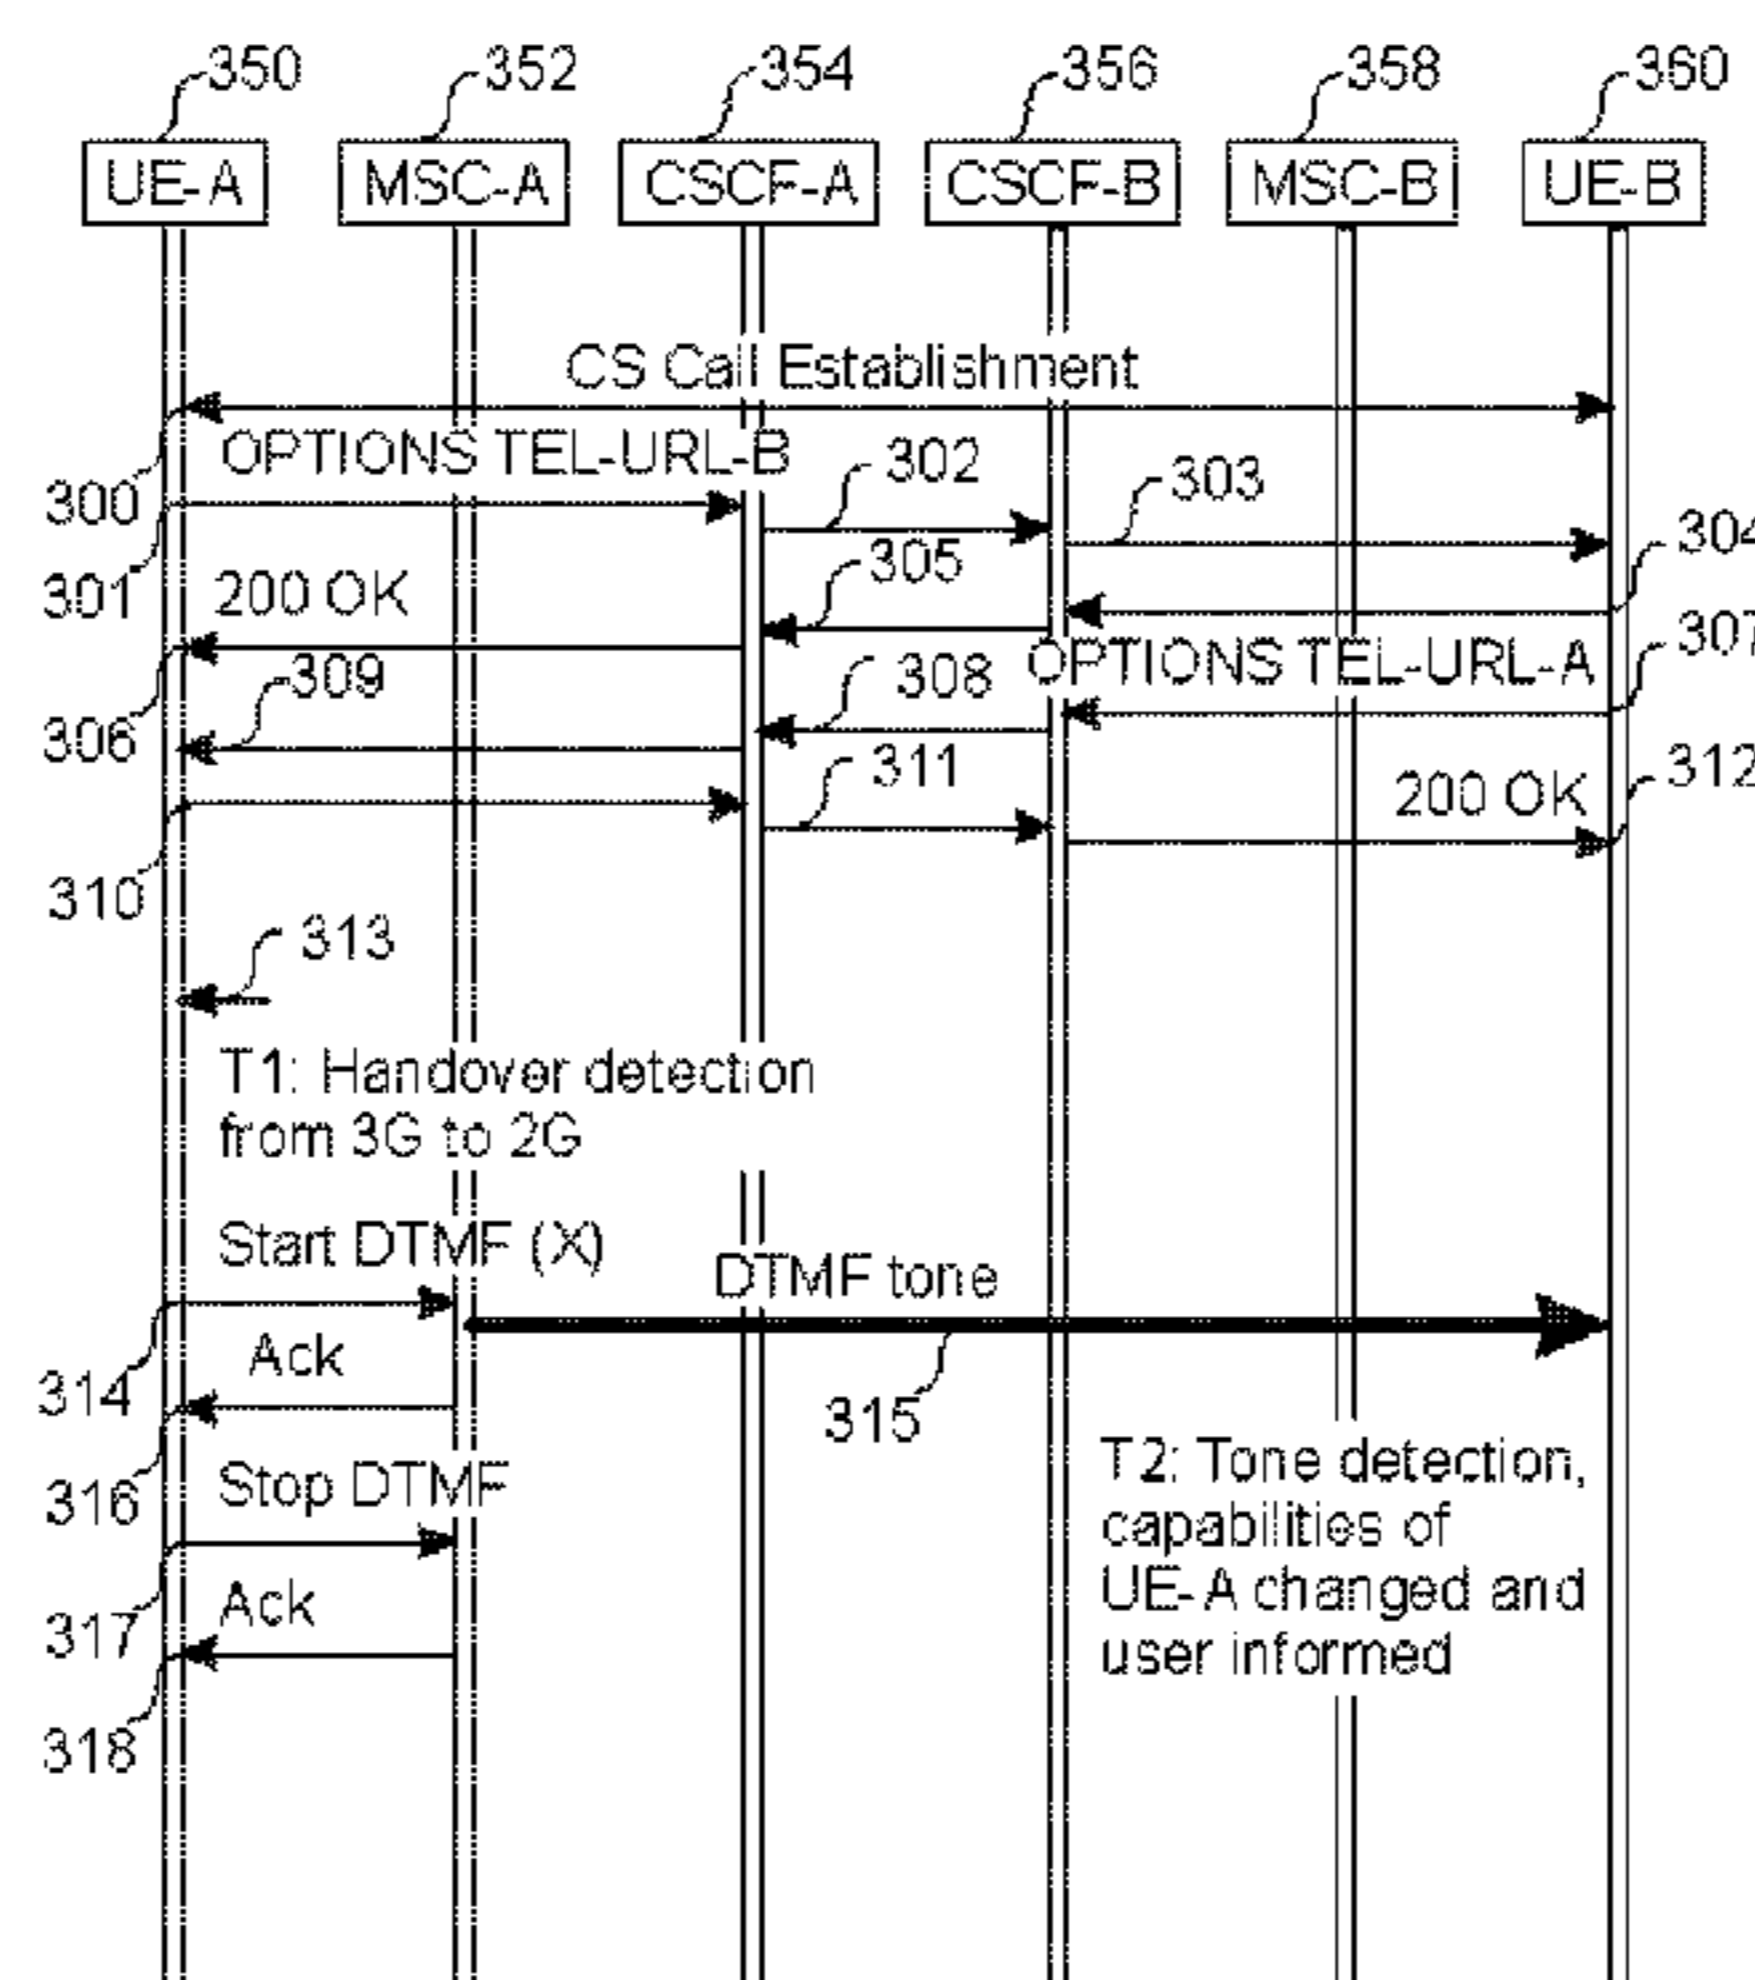 350 352 354 356 358 360
UE-A MSC-A CSCF-A CSCF-B MSC-B UE-B
CS Call Establishment
OPTIONS TEL-URL-B 302 303
300
304
305
301 200 OK
307
309 308 OPTIONS TEL-URL-A
306
311 200 OK 312
310
313
T1: Handover detection
from 3G to 2G
Start DTMF (X)
DTMF tone
Ack
314
315
T2: Tone detection,
Stop DTMF
316
capabilities of
UE-A changed and
Ack
317
user informed
318